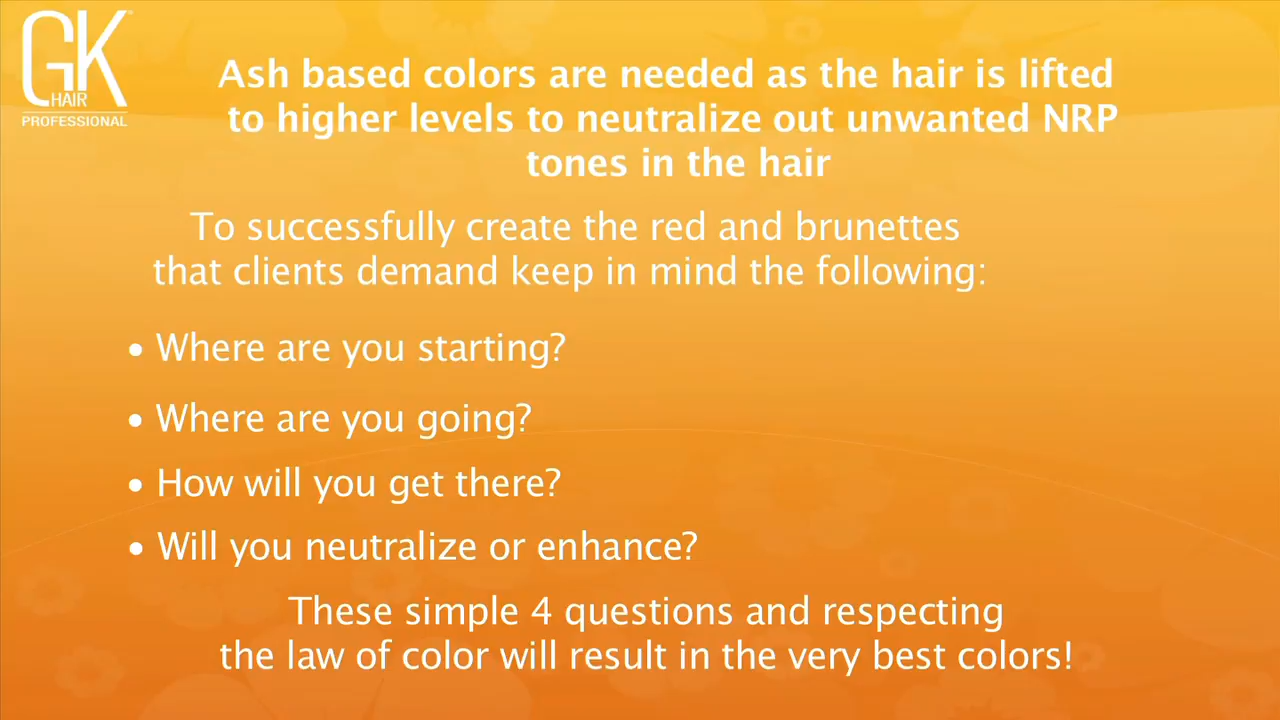 GK
HAIR
PROFESSIONAL
Ash based colors are needed as the hair is lifted
to higher levels to neutralize out unwanted NRP
tones in the hair
To successfully create the red and brunettes
that clients demand keep in mind the following:
• Where are you starting?
• Where are you going?
• How will you get there?
• Will you neutralize or enhance?
These simple 4 questions and respecting
the law of color will result in the very best colors!